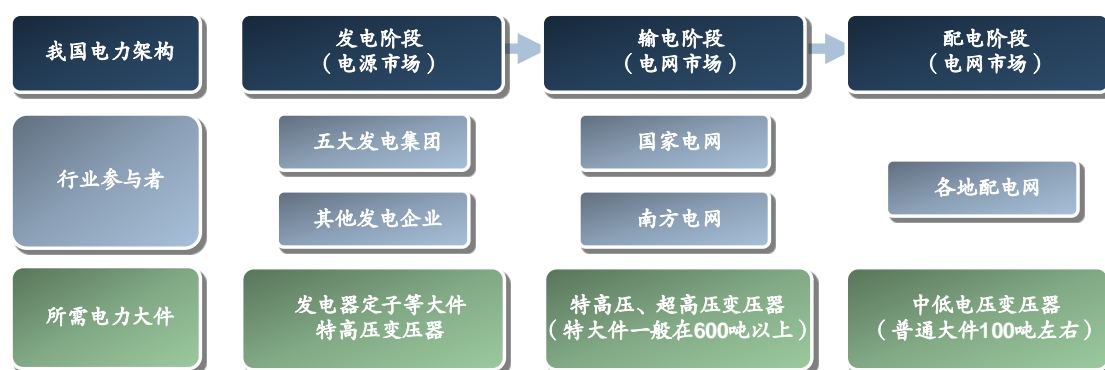 我国电力架构
发电阶段
（电源市场）
输电阶段
（电网市场）
配电阶段
（电网市场）
行业参与者
五大发电集团
其他发电企业
国家电网
南方电网
各地配电网
所需电力大件
发电器定子等大件
特高压变压器
特高压、超高压变压器
（特大件一般在600吨以上）
中低电压变压器
（普通大件100吨左右）